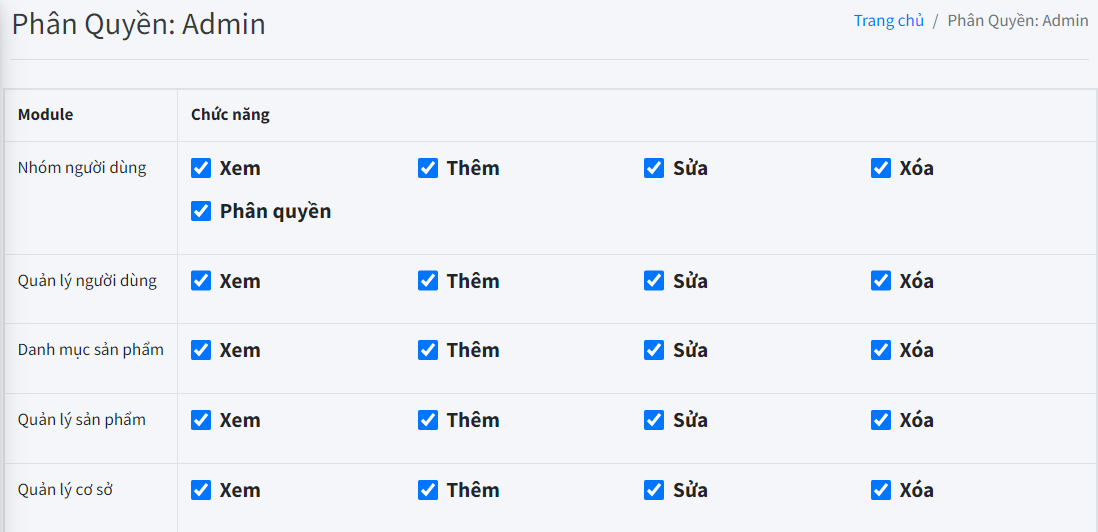 Phân Quyền: Admin
Trang chủ / Phân Quyền: Admin
Module Chức năng
Nhóm người dùng Xem Thêm Sửa Xóa
Phân quyền
Quản lý người dùng Xem Thêm Sửa Xóa
Danh mục sản phẩm Xem Thêm Sửa Xóa
Quản lý sản phẩm Xem Thêm Sửa Xóa
Quản lý cơ sở Xem Thêm Sửa Xóa